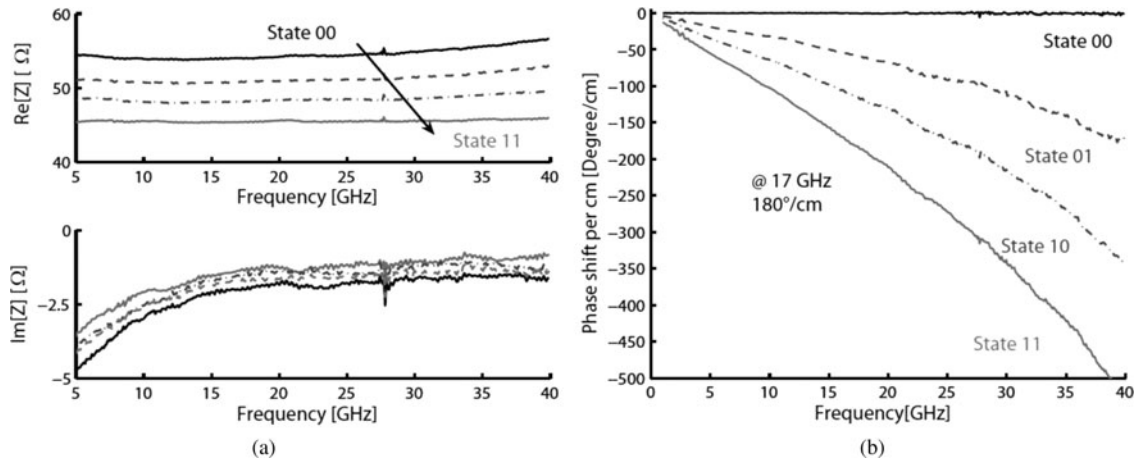 60
50
40
Re[Z] [ Ω]
State 00
State 11
5 10 15 20 25 30 35 40
Frequency [GHz]
0
−2.5
−5
Im[Z] [Ω]
5 10 15 20 25 30 35 40
Frequency [GHz]
(a)
0
−50
−100
−150
−200
−250
−300
−350
−400
−450
−500
Phase shift per cm [Degree/cm]
State 00
State 01
@ 17 GHz
180°/cm
State 10
State 11
0 5 10 15 20 25 30 35 40
Frequency[GHz]
(b)